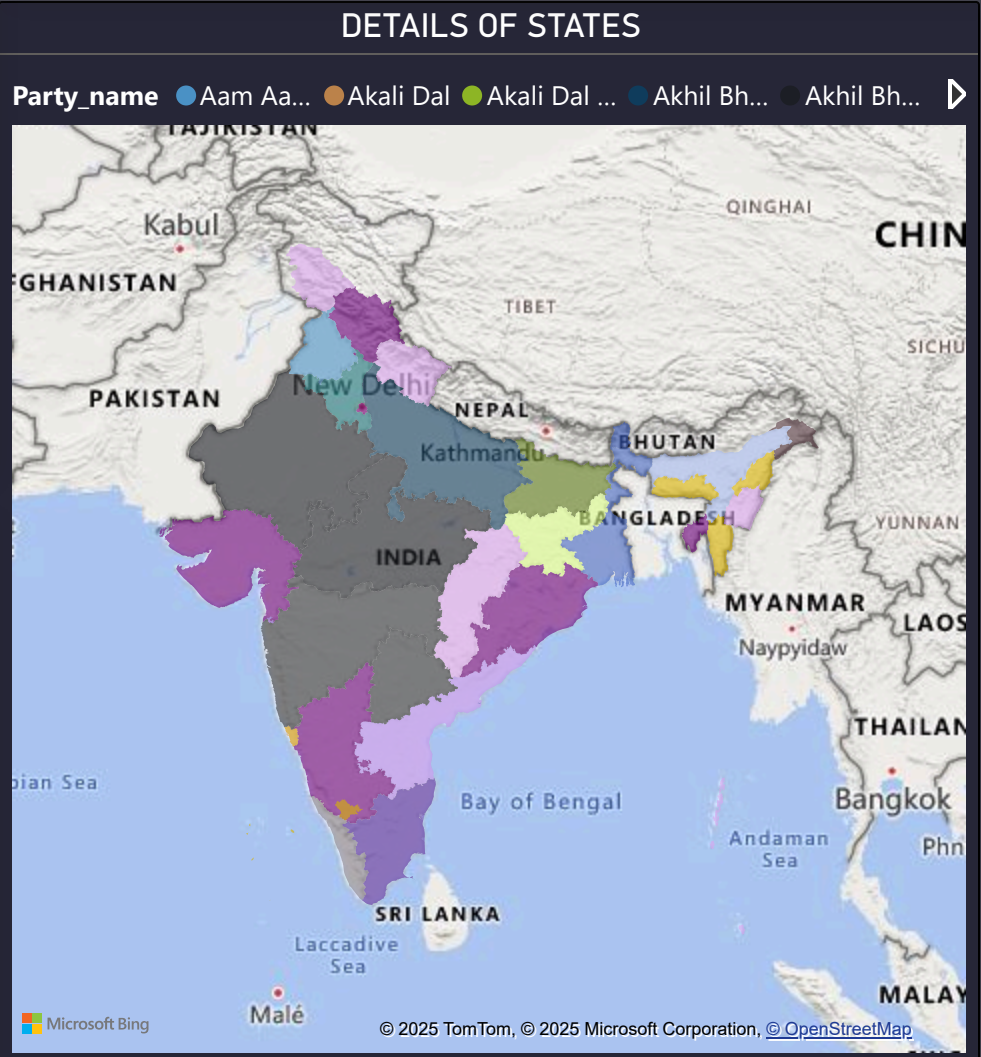 DETAILS OF STATES
Party_name Aam Aa... Akali Dal Akali Dal ... Akhil Bh... Akhil Bh...
TAJIKISTAN
QINGHAI
Kabul
CHIN
FGHANISTAN
TIBET
SICHU
New Delhi
PAKISTAN
NEPAL
BHUTAN
Kathmandu
BANGLADESH
YUNNAN
INDIA
MYANMAR
LAOS
Naypyidaw
THAILAN
bian Sea
Bay of Bengal
Bangkok
Andaman
Sea
Phn
SRI LANKA
Laccadive
Sea
MALAY
Malé
Microsoft Bing
© 2025 TomTom, © 2025 Microsoft Corporation, © OpenStreetMap